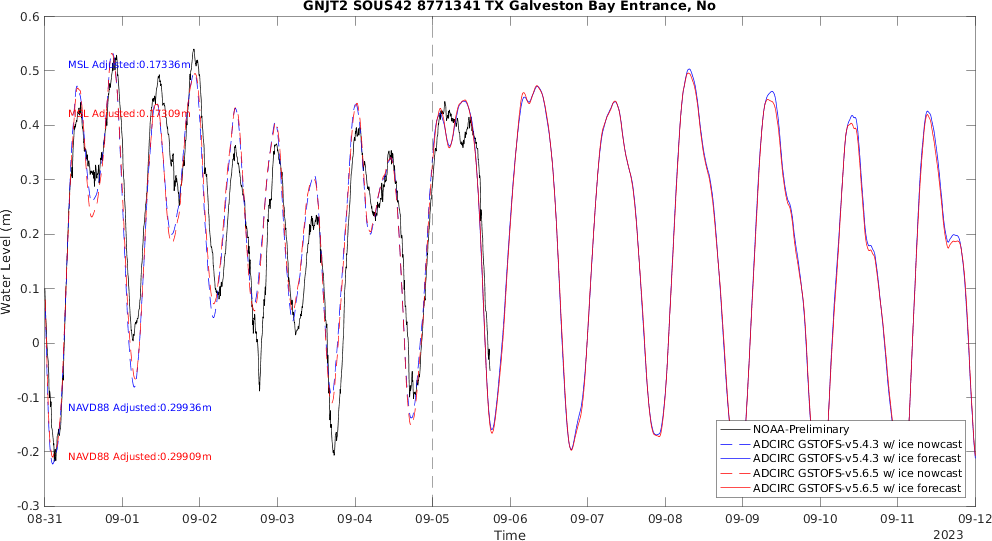 GNJT2 SOUS42 8771341 TX Galveston Bay Entrance, No
0.6
0.5
0.4
0.3
0.2
0.1
0
-0.1
-0.2
-0.3
Water Level (m)
MSL Adjusted:0.17336m
MSL Adjusted:0.17309m
NAVD88 Adjusted:0.29936m
NAVD88 Adjusted:0.29909m
NOAA-Preliminary
ADCIRC GSTOFS-v5.4.3 w/ ice nowcast
ADCIRC GSTOFS-v5.4.3 w/ ice forecast
ADCIRC GSTOFS-v5.6.5 w/ ice nowcast
ADCIRC GSTOFS-v5.6.5 w/ ice forecast
08-31 09-01 09-02 09-03 09-04 09-05 09-06 09-07 09-08 09-09 09-10 09-11 09-12
Time
2023